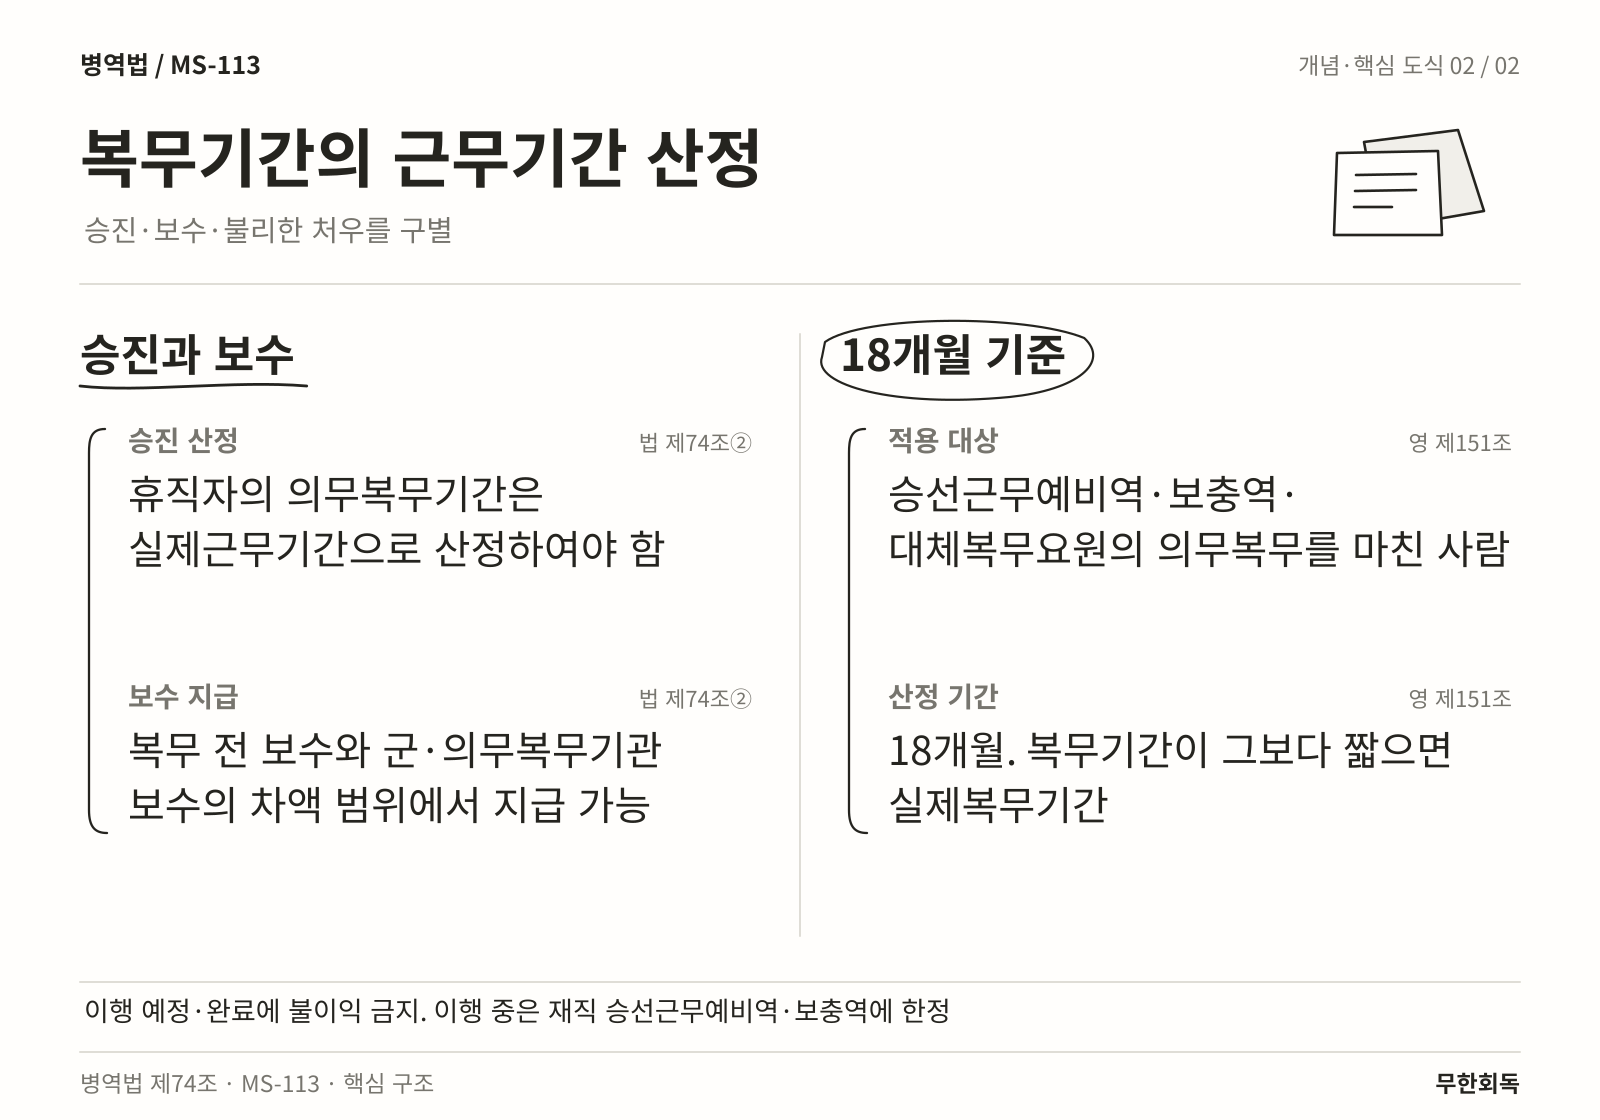 병역법 / MS-113
개념·핵심 도식 02 / 02
복무기간의 근무기간 산정
승진·보수·불리한 처우를 구별
승진과 보수
승진 산정
법 제74조②
휴직자의 의무복무기간은
실제근무기간으로 산정하여야 함
보수 지급
법 제74조②
복무 전 보수와 군·의무복무기관
보수의 차액 범위에서 지급 가능
18개월 기준
적용 대상
영 제151조
승선근무예비역·보충역·
대체복무요원의 의무복무를 마친 사람
산정 기간
영 제151조
18개월. 복무기간이 그보다 짧으면
실제복무기간
이행 예정·완료에 불이익 금지. 이행 중은 재직 승선근무예비역·보충역에 한정
병역법 제74조 · MS-113 · 핵심 구조
무한회독